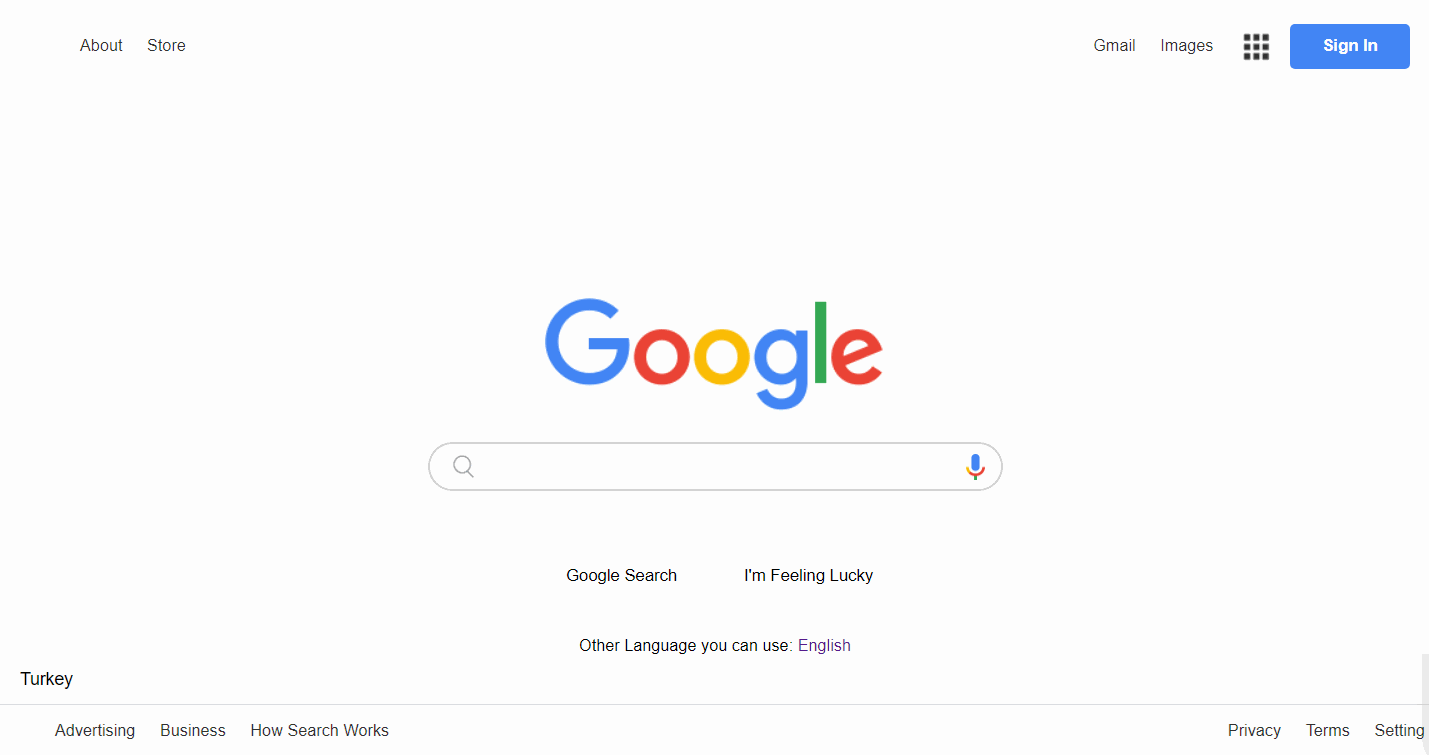 About Store Gmail Images Sign In
Google
Google Search I'm Feeling Lucky
Other Language you can use: English
Turkey
Advertising Business How Search Works Privacy Terms Setting